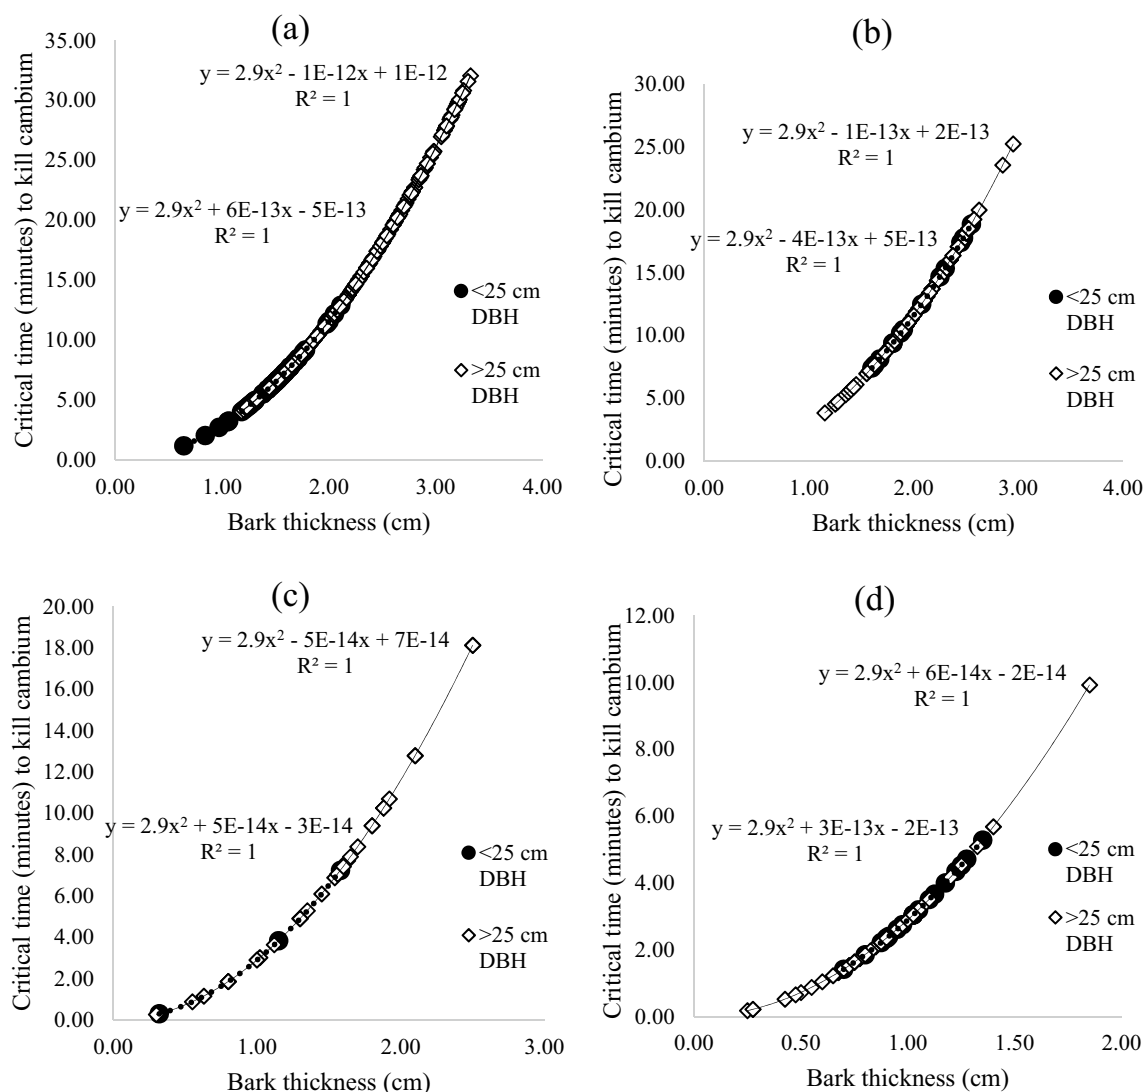 (a)
35.00
30.00
25.00
20.00
15.00
10.00
5.00
0.00
0.00 1.00 2.00 3.00 4.00
Critical time (minutes) to kill cambium
Bark thickness (cm)
y = 2.9x² - 1E-12x + 1E-12
R² = 1
y = 2.9x² + 6E-13x - 5E-13
R² = 1
<25 cm
DBH
>25 cm
DBH
(b)
30.00
25.00
20.00
15.00
10.00
5.00
0.00
0.00 1.00 2.00 3.00 4.00
Critical time (minutes) to kill cambium
Bark thickness (cm)
y = 2.9x² - 1E-13x + 2E-13
R² = 1
y = 2.9x² - 4E-13x + 5E-13
R² = 1
<25 cm
DBH
>25 cm
DBH
(c)
20.00
18.00
16.00
14.00
12.00
10.00
8.00
6.00
4.00
2.00
0.00
0.00 1.00 2.00 3.00
Critical time (minutes) to kill cambium
Bark thickness (cm)
y = 2.9x² - 5E-14x + 7E-14
R² = 1
y = 2.9x² + 5E-14x - 3E-14
R² = 1
<25 cm
DBH
>25 cm
DBH
(d)
12.00
10.00
8.00
6.00
4.00
2.00
0.00
0.00 0.50 1.00 1.50 2.00
Critical time (minutes) to kill cambium
Bark thickness (cm)
y = 2.9x² + 6E-14x - 2E-14
R² = 1
y = 2.9x² + 3E-13x - 2E-13
R² = 1
<25 cm
DBH
>25 cm
DBH